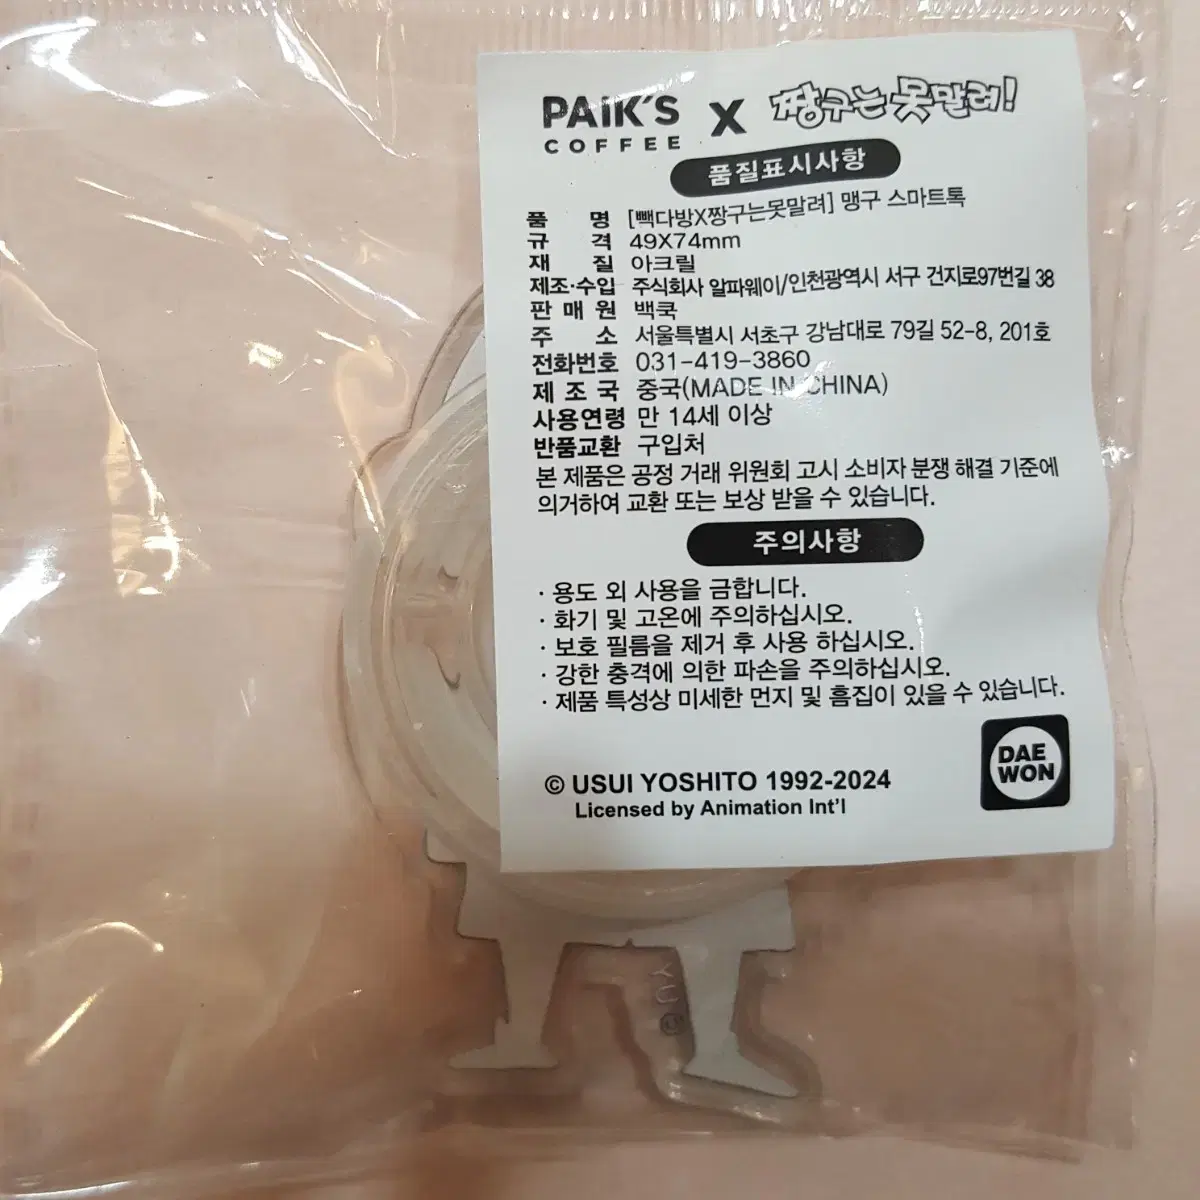 PAIK'S COFFEE X 짱구는못말려!
품질표시사항
품 명 [빽다방X짱구는못말려] 맹구 스마트톡
규 격 49X74mm
재 질 아크릴
제조·수입 주식회사 알파웨이/인천광역시 서구 건지로97번길 38
판 매 원 백쿡
주 소 서울특별시 서초구 강남대로 79길 52-8, 201호
전화번호 031-419-3860
제 조 국 중국(MADE IN CHINA)
사용연령 만 14세 이상
반품교환 구입처
본 제품은 공정 거래 위원회 고시 소비자 분쟁 해결 기준에
의거하여 교환 또는 보상 받을 수 있습니다.
주의사항
· 용도 외 사용을 금합니다.
· 화기 및 고온에 주의하십시오.
· 보호 필름을 제거 후 사용 하십시오.
· 강한 충격에 의한 파손을 주의하십시오.
· 제품 특성상 미세한 먼지 및 흠집이 있을 수 있습니다.
DAE
WON
© USUI YOSHITO 1992-2024
Licensed by Animation Int'l